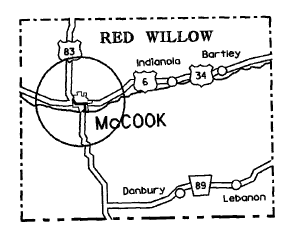 83 RED WILLOW
Indianola Bartley
6 34
McCOOK
Danbury 89 Lebanon